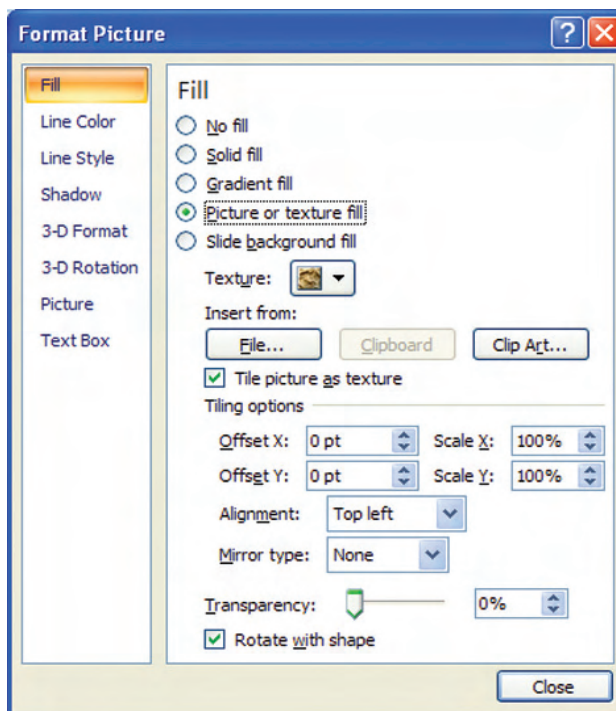 Format Picture
Fill
Line Color
Line Style
Shadow
3-D Format
3-D Rotation
Picture
Text Box
Fill
No fill
Solid fill
Gradient fill
Picture or texture fill
Slide background fill
Texture:
Insert from:
File... Clipboard Clip Art...
Tile picture as texture
Tiling options
Offset X: 0 pt Scale X: 100%
Offset Y: 0 pt Scale Y: 100%
Alignment: Top left
Mirror type: None
Transparency: 0%
Rotate with shape
Close